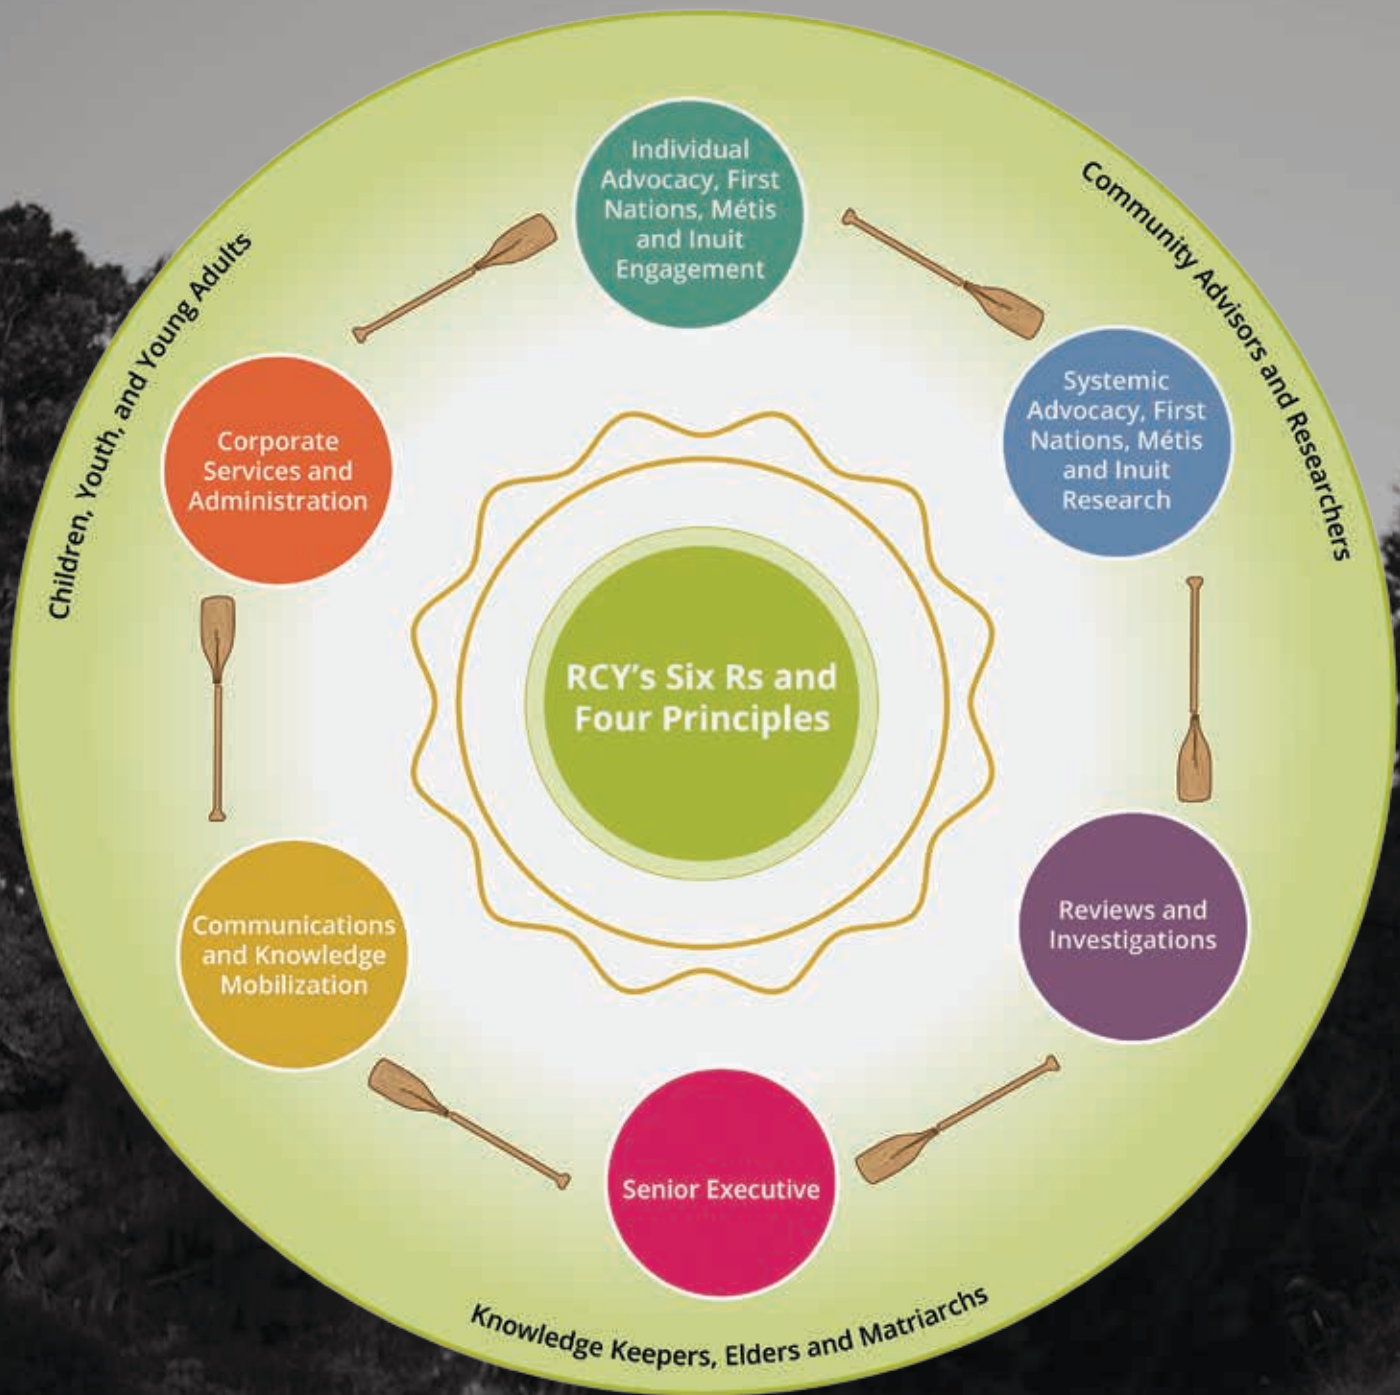 Individual
Advocacy, First
Nations, Métis
and Inuit
Engagement
Community Advisors and Researchers
Children, Youth, and Young Adults
Systemic
Advocacy, First
Nations, Métis
and Inuit
Research
Corporate
Services and
Administration
RCY’s Six Rs and
Four Principles
Reviews and
Investigations
Communications
and Knowledge
Mobilization
Senior Executive
Knowledge Keepers, Elders and Matriarchs